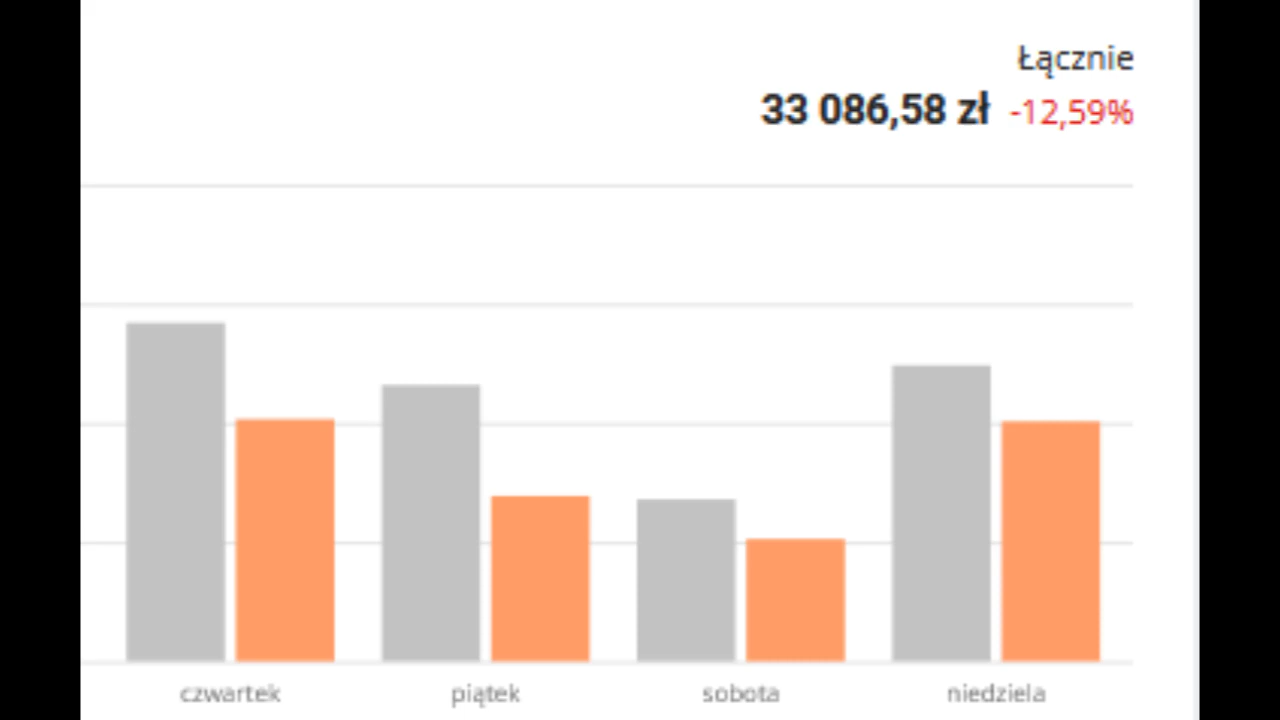 Łącznie
33 086,58 zł -12,59%
czwartek piątek sobota niedziela